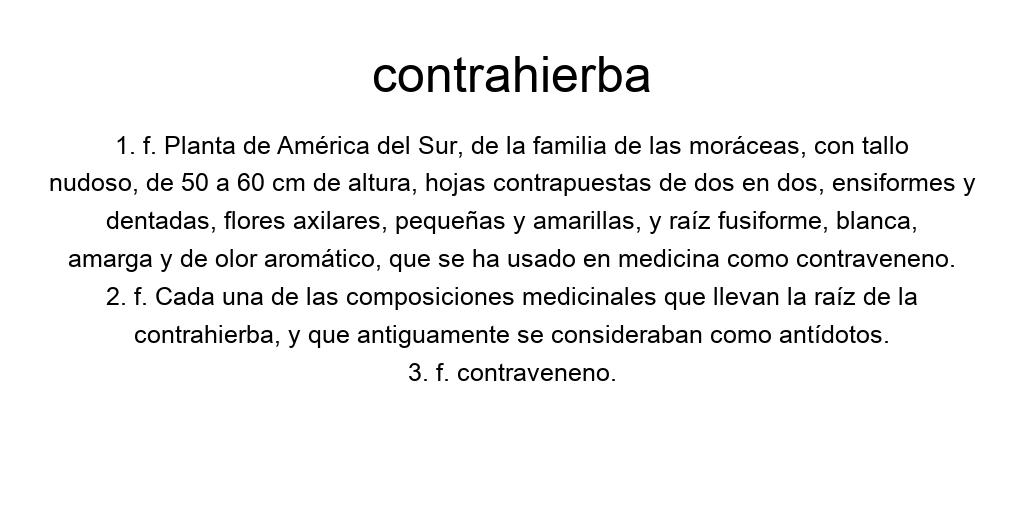 contrahierba
1. f. Planta de América del Sur, de la familia de las moráceas, con tallo
nudoso, de 50 a 60 cm de altura, hojas contrapuestas de dos en dos, ensiformes y
dentadas, flores axilares, pequeñas y amarillas, y raíz fusiforme, blanca,
amarga y de olor aromático, que se ha usado en medicina como contraveneno.
2. f. Cada una de las composiciones medicinales que llevan la raíz de la
contrahierba, y que antiguamente se consideraban como antídotos.
3. f. contraveneno.